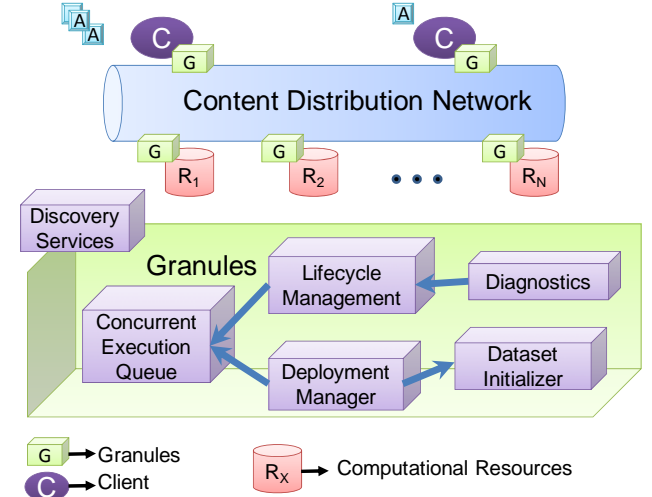 A
A
A
A
C
C
G
G
Content Distribution Network
G
G
G
R1
R2
RN
Discovery
Services
Granules
Lifecycle
Management
Diagnostics
Concurrent
Execution
Queue
Deployment
Manager
Dataset
Initializer
G
Granules
C
Client
RX
Computational Resources